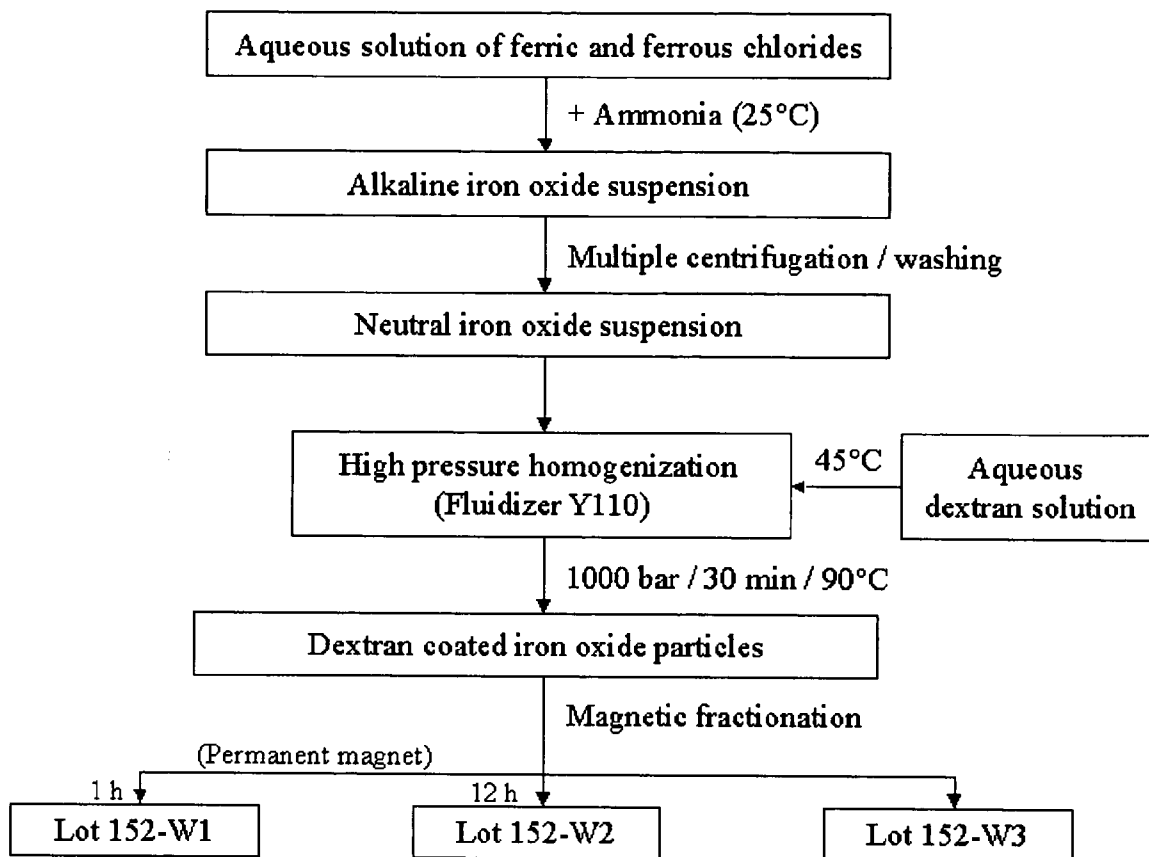 Aqueous solution of ferric and ferrous chlorides
+ Ammonia (25°C)
Alkaline iron oxide suspension
Multiple centrifugation / washing
Neutral iron oxide suspension
High pressure homogenization
(Fluidizer Y110)
45°C
Aqueous
dextran solution
1000 bar / 30 min / 90°C
Dextran coated iron oxide particles
Magnetic fractionation
(Permanent magnet)
1 h
12 h
Lot 152-W1
Lot 152-W2
Lot 152-W3